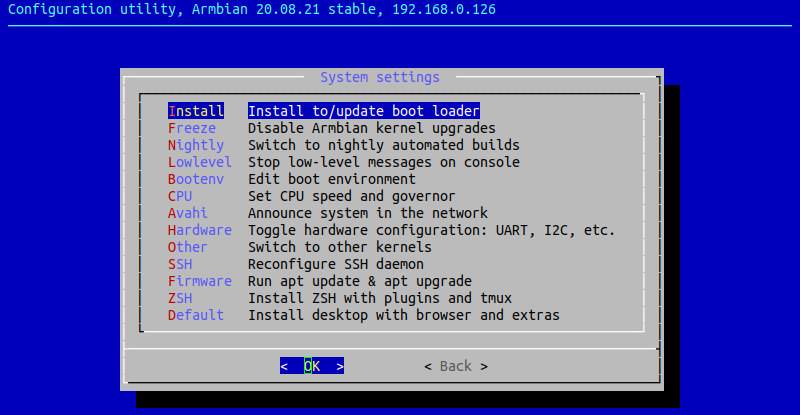 Configuration utility, Armbian 20.08.21 stable, 192.168.0.126
System settings
Install Install to/update boot loader
Freeze Disable Armbian kernel upgrades
Nightly Switch to nightly automated builds
Lowlevel Stop low-level messages on console
Bootenv Edit boot environment
CPU Set CPU speed and governor
Avahi Announce system in the network
Hardware Toggle hardware configuration: UART, I2C, etc.
Other Switch to other kernels
SSH Reconfigure SSH daemon
Firmware Run apt update & apt upgrade
ZSH Install ZSH with plugins and tmux
Default Install desktop with browser and extras
< OK > < Back >